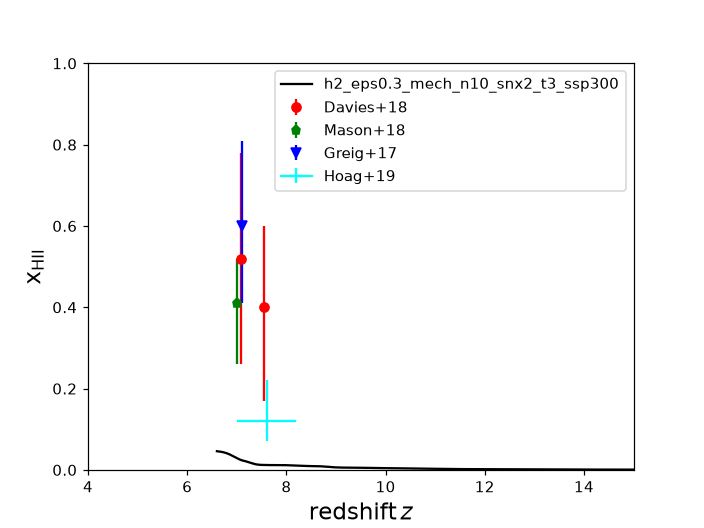 1.0
0.8
0.6
0.4
0.2
0.0
xHII
h2_eps0.3_mech_n10_snx2_t3_ssp300
Davies+18
Mason+18
Greig+17
Hoag+19
4 6 8 10 12 14
redshift z